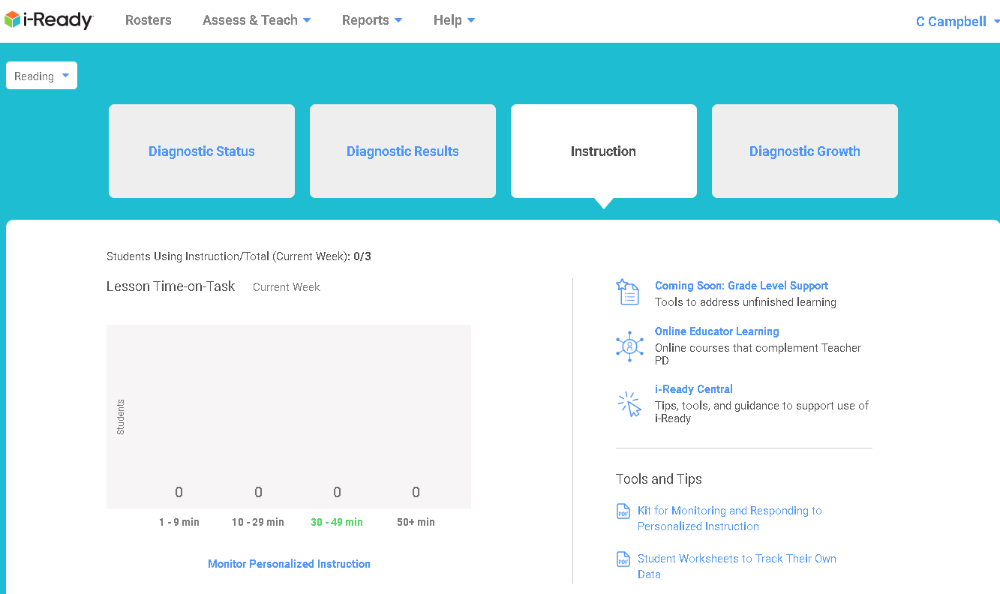 i-Ready
Rosters
Assess & Teach
Reports
Help
C Campbell
Reading
Diagnostic Status
Diagnostic Results
Instruction
Diagnostic Growth
Students Using Instruction/Total (Current Week): 0/3
Lesson Time-on-Task
Current Week
Students
0
0
0
0
1 - 9 min
10 - 29 min
30 - 49 min
50+ min
Monitor Personalized Instruction
Coming Soon: Grade Level Support
Tools to address unfinished learning
Online Educator Learning
Online courses that complement Teacher
PD
i-Ready Central
Tips, tools, and guidance to support use of
i-Ready
Tools and Tips
PDF
Kit for Monitoring and Responding to
Personalized Instruction
PDF
Student Worksheets to Track Their Own
Data